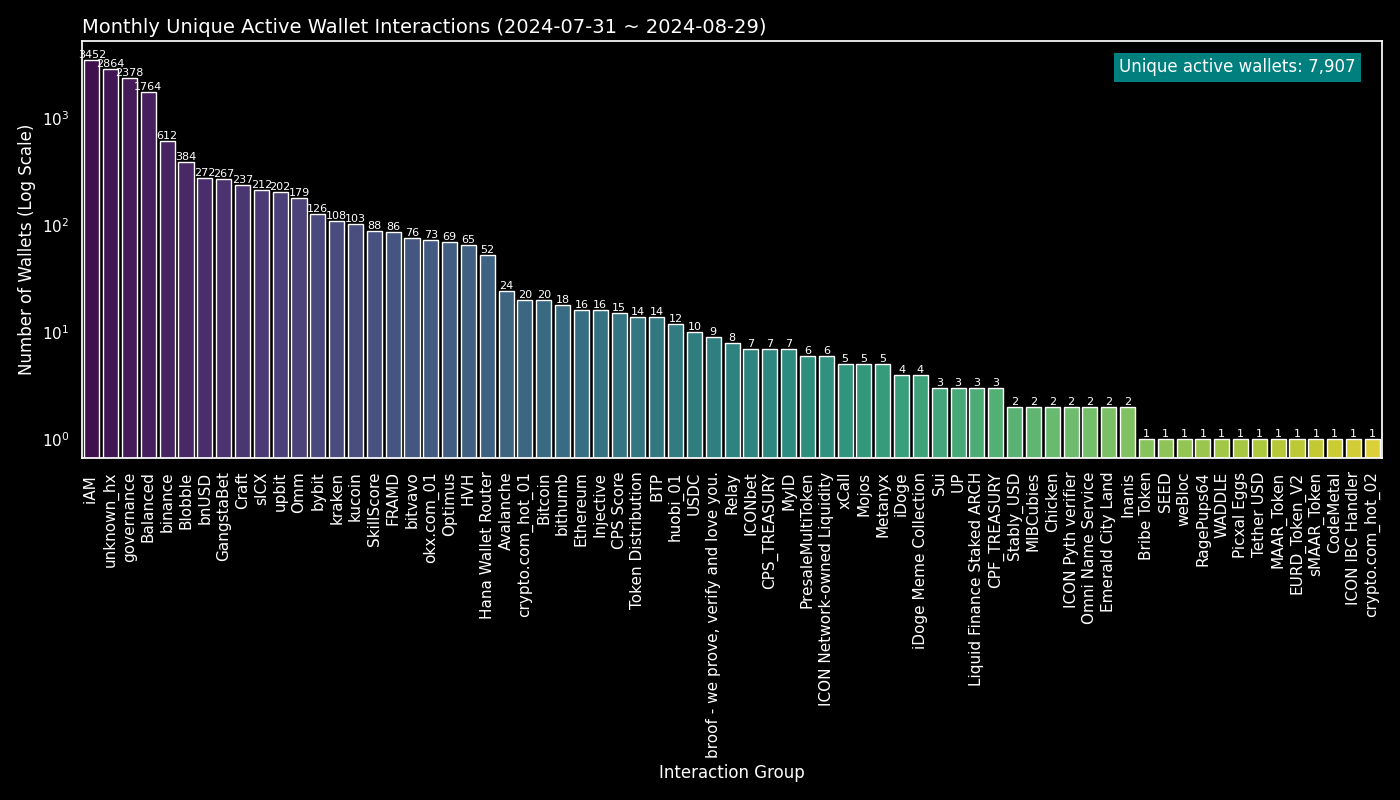 Monthly Unique Active Wallet Interactions (2024-07-31 ~ 2024-08-29)
Unique active wallets: 7,907
Number of Wallets (Log Scale)
10³
10²
10¹
10⁰
3452
2864
2378
1764
612
384
272
267
237
212
202
179
126
108
103
88
86
76
73
69
65
52
24
20
20
18
16
16
15
14
14
12
10
9
8
7
7
7
6
6
5
5
5
4
4
3
3
3
3
2
2
2
2
2
2
2
1
1
1
1
1
1
1
1
1
1
1
1
1
iAM
unknown_hx
governance
Balanced
binance
Blobble
bnUSD
GangstaBet
Craft
sICX
upbit
Omm
bybit
kraken
kucoin
SkillScore
FRAMD
bitvavo
okx.com_01
Optimus
HVH
Hana Wallet Router
Avalanche
crypto.com_hot_01
Bitcoin
bithumb
Ethereum
Injective
CPS Score
Token Distribution
BTP
huobi_01
USDC
broof - we prove, verify and love you.
Relay
ICONbet
CPS_TREASURY
MyID
PresaleMultiToken
ICON Network-owned Liquidity
xCall
Mojos
Metanyx
iDoge
iDoge Meme Collection
Sui
UP
Liquid Finance Staked ARCH
CPF_TREASURY
Stably_USD
MIBCubies
Chicken
ICON Pyth verifier
Omni Name Service
Emerald City Land
Inanis
Bribe Token
SEED
weBloc
RagePups64
WADDLE
Picxal Eggs
Tether USD
MAAR_Token
EURD_Token_V2
sMAAR_Token
CodeMetal
ICON IBC Handler
crypto.com_hot_02
Interaction Group